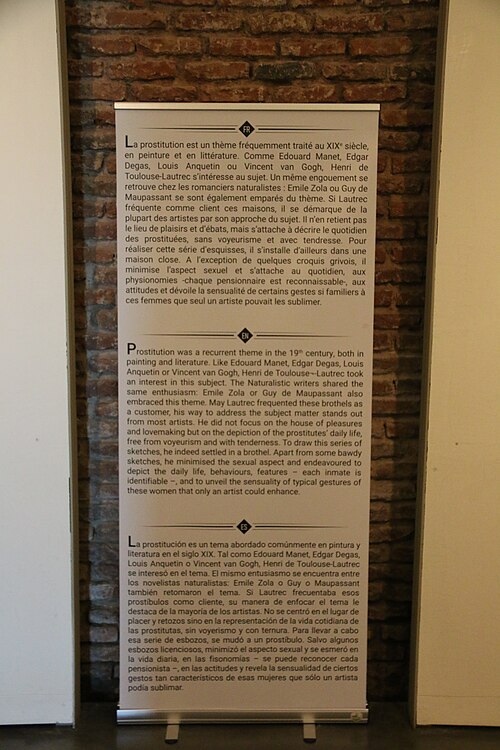 FR
La prostitution est un thème fréquemment traité au XIXe siècle,
en peinture et en littérature. Comme Edouard Manet, Edgar
Degas, Louis Anquetin ou Vincent van Gogh, Henri de
Toulouse-Lautrec s'intéresse au sujet. Un même engouement se
retrouve chez les romanciers naturalistes : Emile Zola ou Guy de
Maupassant se sont également emparés du thème. Si Lautrec
fréquente comme client ces maisons, il se démarque de la
plupart des artistes par son approche du sujet. Il n'en retient pas
le lieu de plaisirs et d'ébats, mais s'attache à décrire le quotidien
des prostituées, sans voyeurisme et avec tendresse. Pour
réaliser cette série d'esquisses, il s'installe d'ailleurs dans une
maison close. A l'exception de quelques croquis grivois, il
minimise l'aspect sexuel et s'attache au quotidien, aux
physionomies -chaque pensionnaire est reconnaissable-, aux
attitudes et dévoile la sensualité de certains gestes si familiers à
ces femmes que seul un artiste pouvait les sublimer.
EN
Prostitution was a recurrent theme in the 19th century, both in
painting and literature. Like Edouard Manet, Edgar Degas, Louis
Anquetin or Vincent van Gogh, Henri de Toulouse¬-Lautrec took
an interest in this subject. The Naturalistic writers shared the
same enthusiasm: Emile Zola or Guy de Maupassant also
embraced this theme. May Lautrec frequented these brothels as
a customer, his way to address the subject matter stands out
from most artists. He did not focus on the house of pleasures
and lovemaking but on the depiction of the prostitutes' daily life,
free from voyeurism and with tenderness. To draw this series of
sketches, he indeed settled in a brothel. Apart from some bawdy
sketches, he minimised the sexual aspect and endeavoured to
depict the daily life, behaviours, features – each inmate is
identifiable –, and to unveil the sensuality of typical gestures of
these women that only an artist could enhance.
ES
La prostitución es un tema abordado comúnmente en pintura y
literatura en el siglo XIX. Tal como Edouard Manet, Edgar Degas,
Louis Anquetin o Vincent van Gogh, Henri de Toulouse-Lautrec
se interesó en el tema. El mismo entusiasmo se encuentra entre
los novelistas naturalistas: Emile Zola o Guy o Maupassant
también retomaron el tema. Si Lautrec frecuentaba esos
prostíbulos como cliente, su manera de enfocar el tema le
destaca de la mayoría de los artistas. No se centró en el lugar de
placer y retozos sino en la representación de la vida cotidiana de
las prostitutas, sin voyerismo y con ternura. Para llevar a cabo
esa serie de esbozos, se mudó a un prostíbulo. Salvo algunos
esbozos licenciosos, minimizó el aspecto sexual y se esmeró en
la vida diaria, en las fisonomías – se puede reconocer cada
pensionista –, en las actitudes y revela la sensualidad de ciertos
gestos tan característicos de esas mujeres que sólo un artista
podía sublimar.